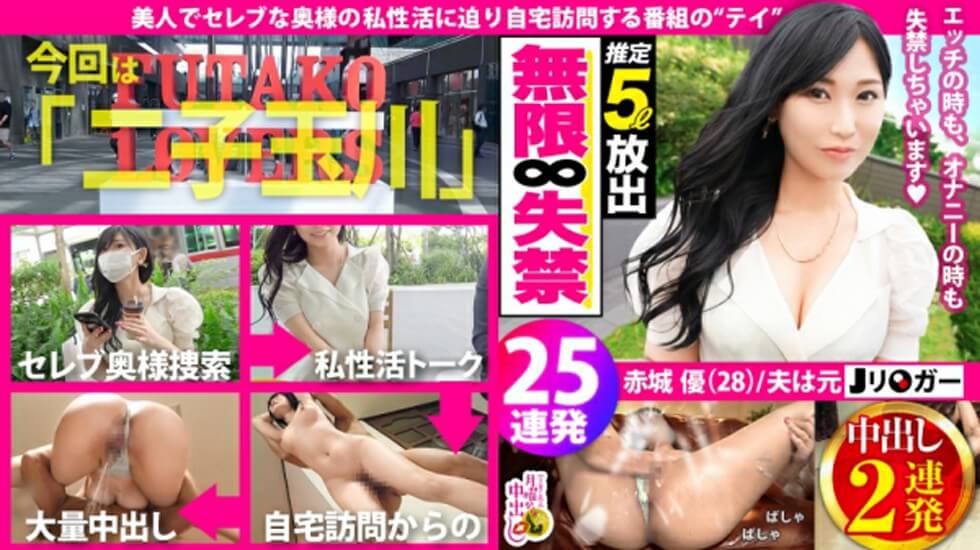 美人でセレブな奥様の私性活に迫り自宅訪問する番組の“テイ”
今回は
FUTAKO
LOVERS
「二子玉川」
セレブ奥様捜索
私性活トーク
自宅訪問からの
大量中出し
推定5ℓ放出
無限∞失禁
エッチの時も、オナニーの時も
失禁しちゃいます♥
25
連発
赤城 優(28)/夫は元Jリ●ガー
ばしゃ
ばしゃ
中出し
2連発